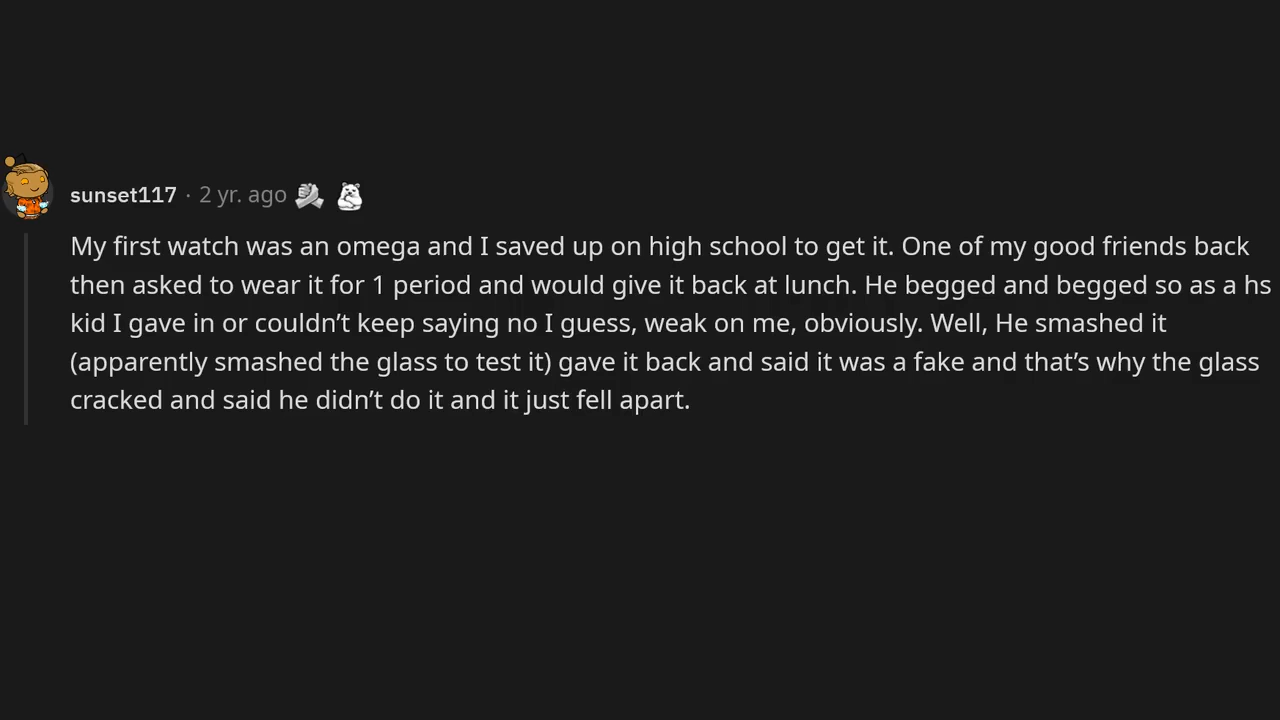 sunset117 · 2 yr. ago
My first watch was an omega and I saved up on high school to get it. One of my good friends back
then asked to wear it for 1 period and would give it back at lunch. He begged and begged so as a hs
kid I gave in or couldn’t keep saying no I guess, weak on me, obviously. Well, He smashed it
(apparently smashed the glass to test it) gave it back and said it was a fake and that’s why the glass
cracked and said he didn’t do it and it just fell apart.